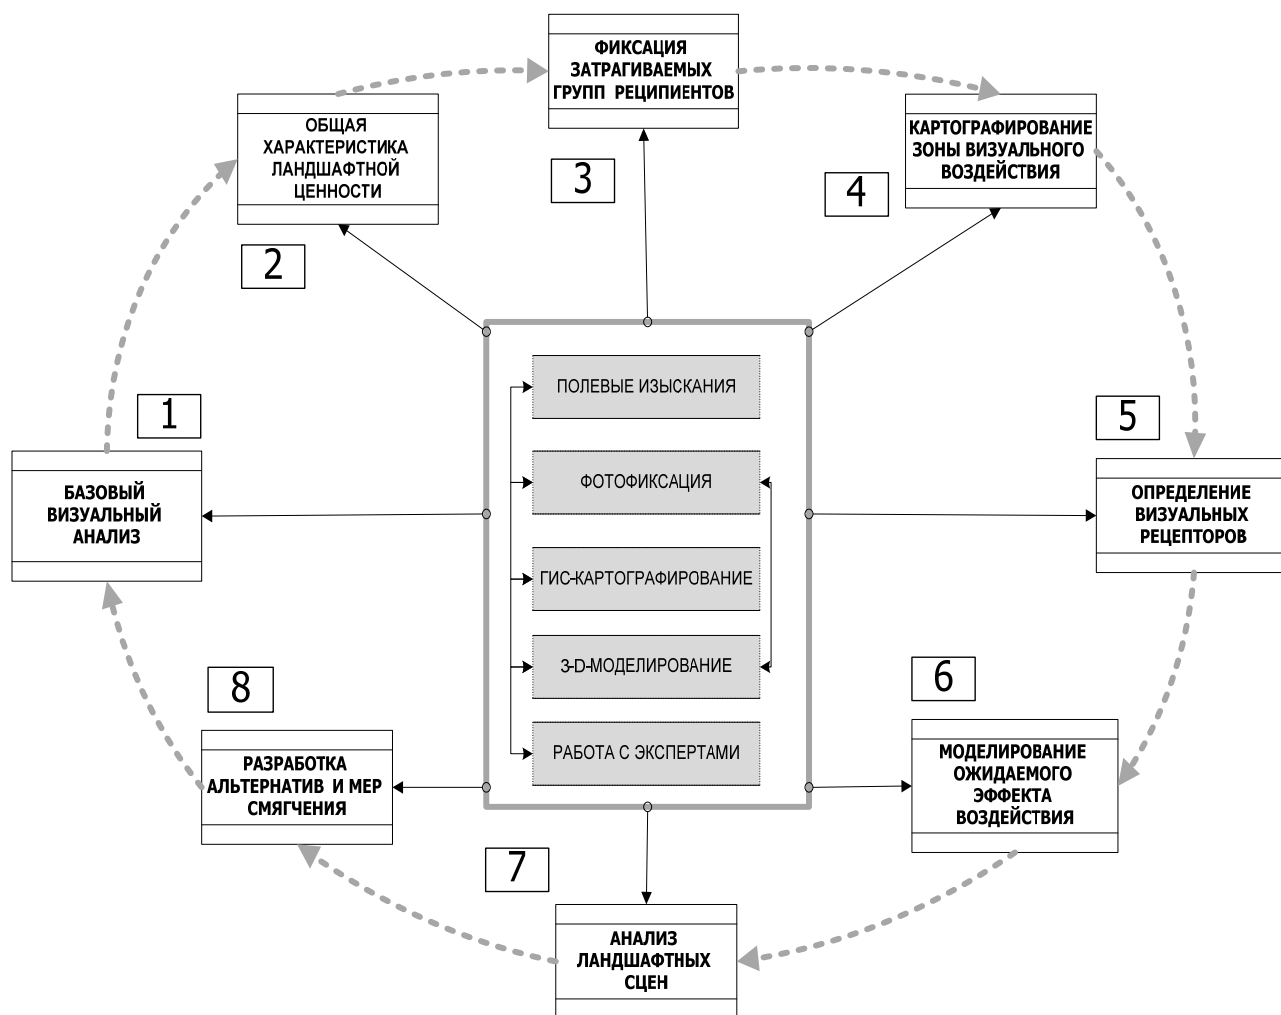 ФИКСАЦИЯ
ЗАТРАГИВАЕМЫХ
ГРУПП РЕЦИПИЕНТОВ
3
ОБЩАЯ
ХАРАКТЕРИСТИКА
ЛАНДШАФТНОЙ
ЦЕННОСТИ
2
КАРТОГРАФИРОВАНИЕ
ЗОНЫ ВИЗУАЛЬНОГО
ВОЗДЕЙСТВИЯ
4
1
БАЗОВЫЙ
ВИЗУАЛЬНЫЙ
АНАЛИЗ
ПОЛЕВЫЕ ИЗЫСКАНИЯ
ФОТОФИКСАЦИЯ
ГИС-КАРТОГРАФИРОВАНИЕ
3-D-МОДЕЛИРОВАНИЕ
РАБОТА С ЭКСПЕРТАМИ
5
ОПРЕДЕЛЕНИЕ
ВИЗУАЛЬНЫХ
РЕЦЕПТОРОВ
6
МОДЕЛИРОВАНИЕ
ОЖИДАЕМОГО
ЭФФЕКТА
ВОЗДЕЙСТВИЯ
8
РАЗРАБОТКА
АЛЬТЕРНАТИВ И МЕР
СМЯГЧЕНИЯ
7
АНАЛИЗ
ЛАНДШАФТНЫХ
СЦЕН